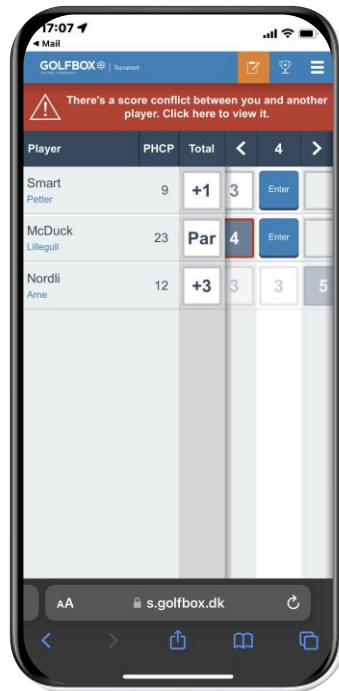 17:07
Mail
GOLFBOX | Tournament
There's a score conflict between you and another
player. Click here to view it.
Player PHCP Total < 4 >
Smart 9 +1 3 Enter
Petter
McDuck 23 Par 4 Enter
Lillegull
Nordli 12 +3 3 3 5
Arne
AA s.golfbox.dk